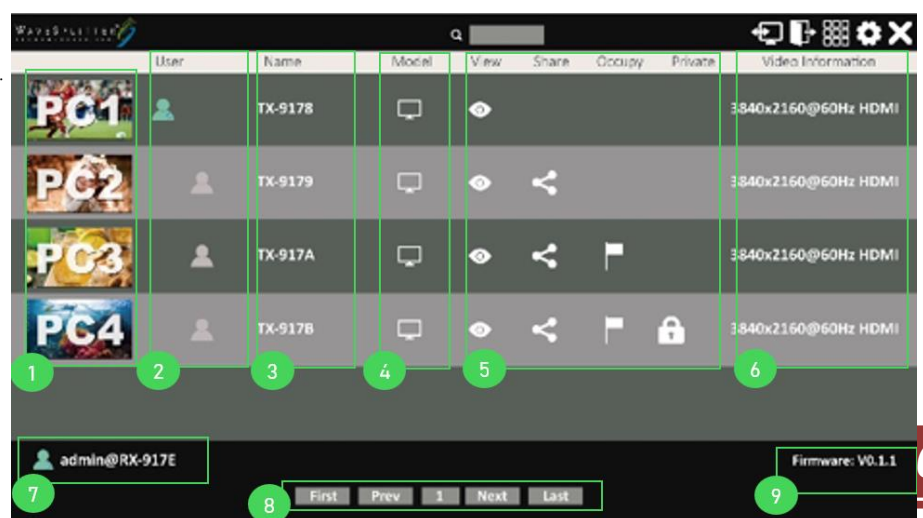 WaveSplitter
User Name Model View Share Occupy Private Video Information
PC1 TX-9178 3840x2160@60Hz HDMI
PC2 TX-9179 3840x2160@60Hz HDMI
PC3 TX-917A 3840x2160@60Hz HDMI
PC4 TX-917B 3840x2160@60Hz HDMI
1 2 3 4 5 6
admin@RX-917E Firmware: V0.1.1
7 8 9
First Prev 1 Next Last